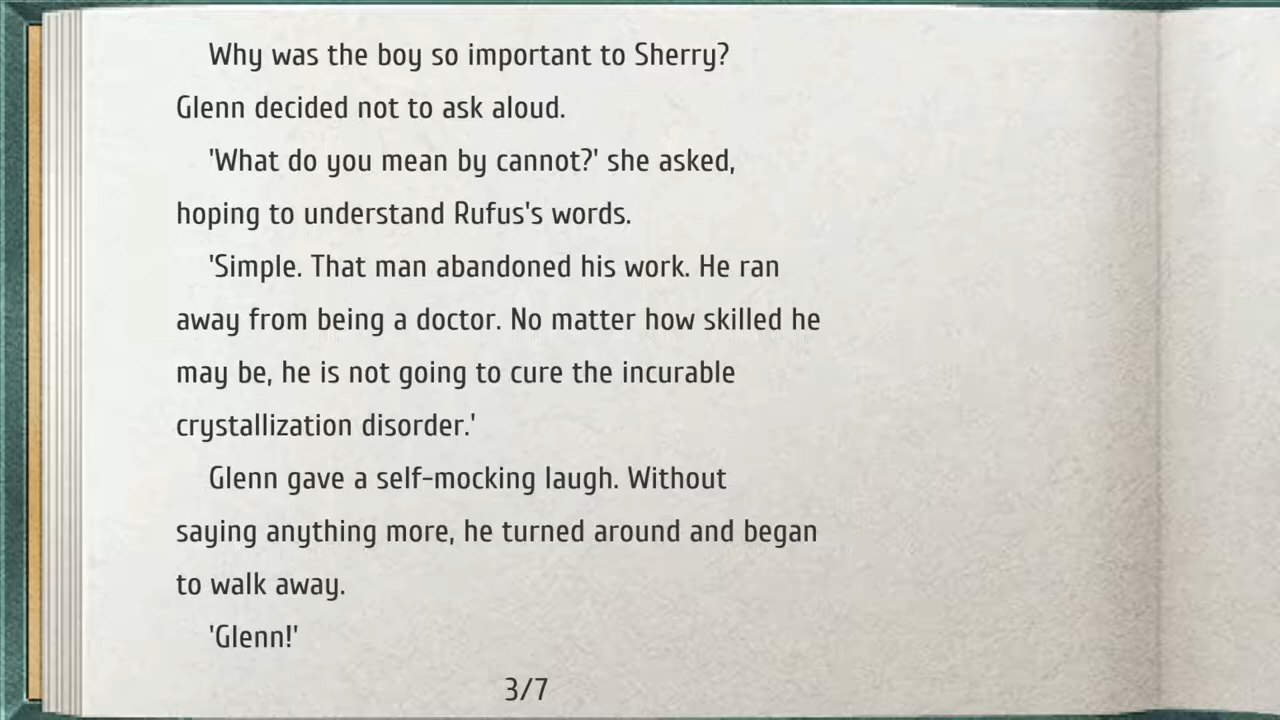 Why was the boy so important to Sherry?
Glenn decided not to ask aloud.
'What do you mean by cannot?' she asked,
hoping to understand Rufus's words.
'Simple. That man abandoned his work. He ran
away from being a doctor. No matter how skilled he
may be, he is not going to cure the incurable
crystallization disorder.'
Glenn gave a self-mocking laugh. Without
saying anything more, he turned around and began
to walk away.
'Glenn!'
3/7